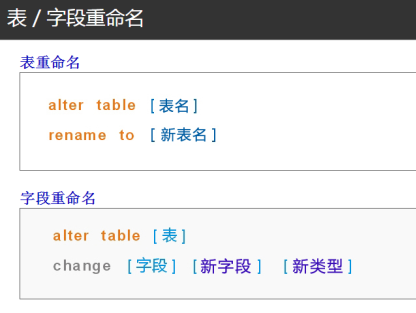 表 / 字段重命名
表重命名
alter table [ 表名 ]
rename to [ 新表名 ]
字段重命名
alter table [ 表 ]
change [ 字段 ] [ 新字段 ] [ 新类型 ]